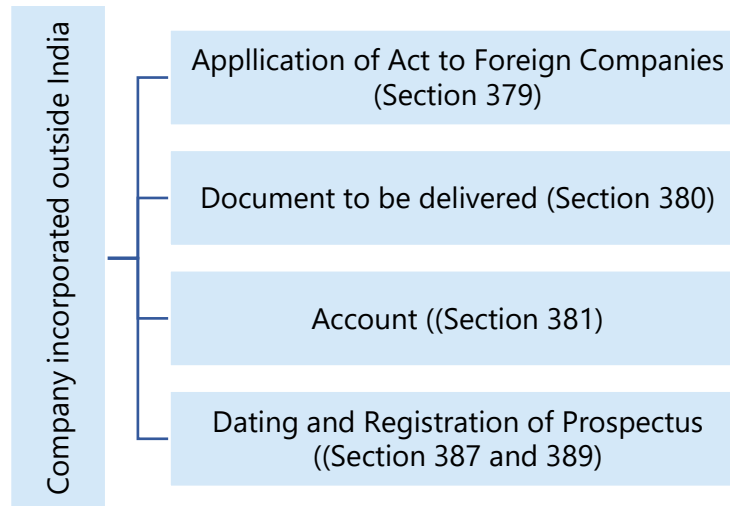 Company incorporated outside India
Appllication of Act to Foreign Companies
(Section 379)
Document to be delivered (Section 380)
Account ((Section 381)
Dating and Registration of Prospectus
((Section 387 and 389)